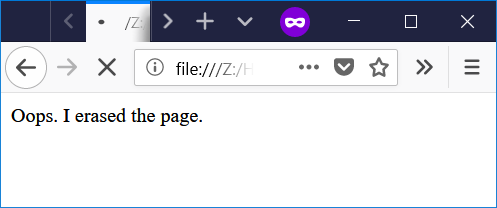 /Z:
file:///Z:/H
Oops. I erased the page.